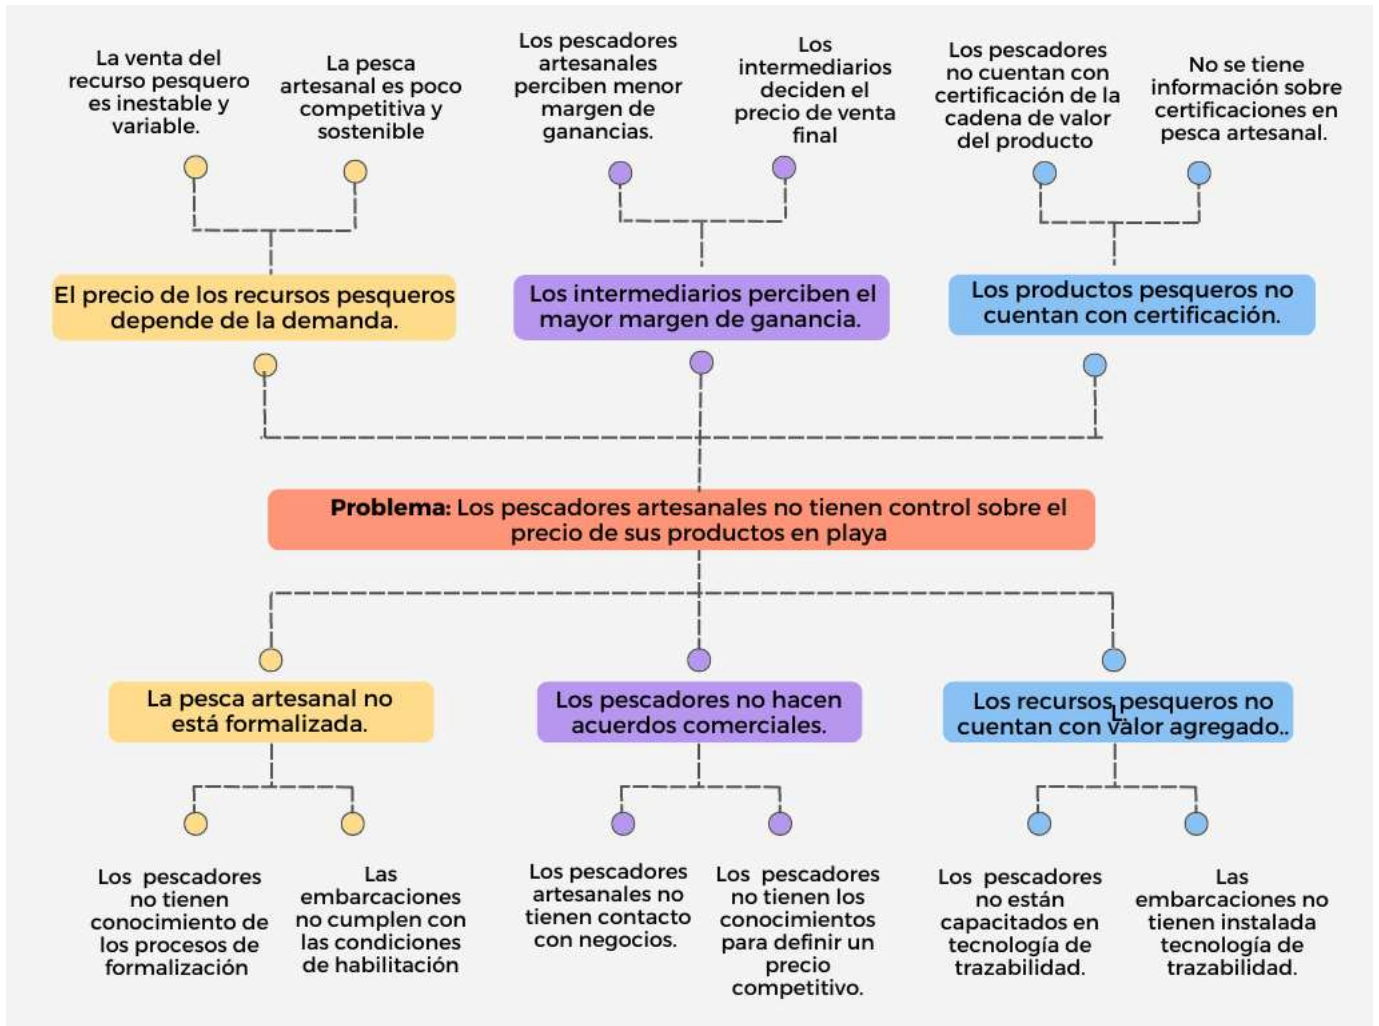 La venta del
recurso pesquero
es inestable y
variable.
La pesca
artesanal es poco
competitiva y
sostenible
Los pescadores
artesanales
perciben menor
margen de
ganancias.
Los
intermediarios
deciden el
precio de venta
final
Los pescadores
no cuentan con
certificación de la
cadena de valor
del producto
No se tiene
información sobre
certificaciones en
pesca artesanal.
El precio de los recursos pesqueros
depende de la demanda.
Los intermediarios perciben el
mayor margen de ganancia.
Los productos pesqueros no
cuentan con certificación.
Problema: Los pescadores artesanales no tienen control sobre el
precio de sus productos en playa
La pesca artesanal no
está formalizada.
Los pescadores no hacen
acuerdos comerciales.
Los recursos pesqueros no
L.
cuentan con valor agregado..
Los pescadores
no tienen
conocimiento de
los procesos de
formalización
Las
embarcaciones
no cumplen con
las condiciones
de habilitación
Los pescadores
artesanales no
tienen contacto
con negocios.
Los pescadores
no tienen los
conocimientos
para definir un
precio
competitivo.
Los pescadores
no están
capacitados en
tecnología de
trazabilidad.
Las
embarcaciones no
tienen instalada
tecnología de
trazabilidad.